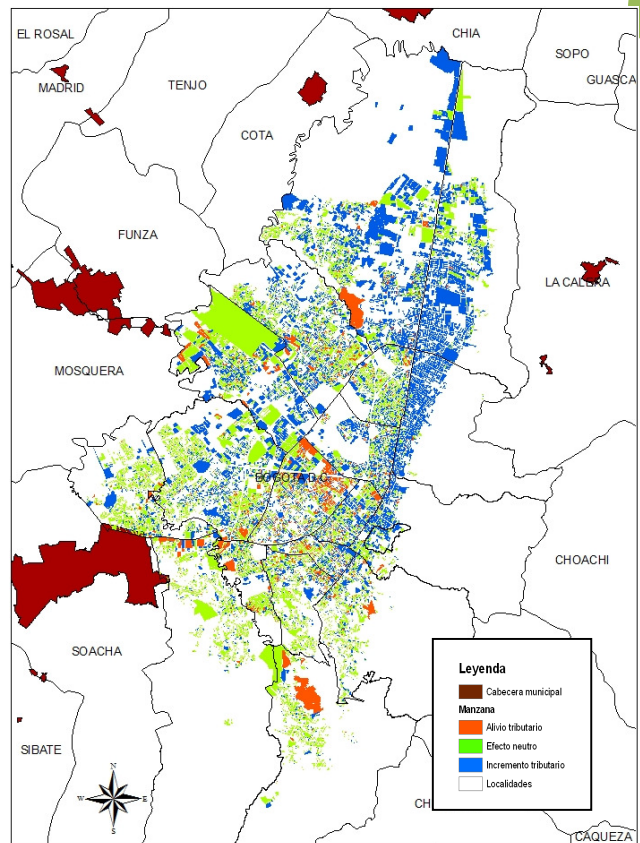 EL ROSAL
CHIA
SOPO
GUASCA
MADRID
TENJO
COTA
FUNZA
LA CALERA
MOSQUERA
BOGOTA D.C.
CHOACHI
SOACHA
SIBATE
N
W
E
S
Leyenda
Cabecera municipal
Manzana
Alivio tributario
Efecto neutro
Incremento tributario
Localidades
CH
CAQUEZA